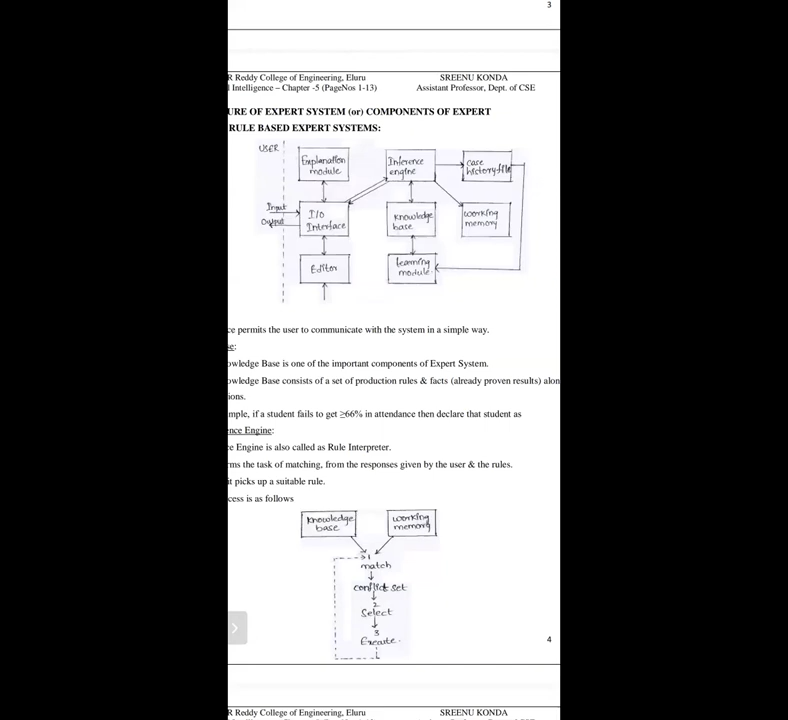 3
R Reddy College of Engineering, Eluru SREENU KONDA
l Intelligence – Chapter -5 (PageNos 1-13) Assistant Professor, Dept. of CSE
URE OF EXPERT SYSTEM (or) COMPONENTS OF EXPERT
RULE BASED EXPERT SYSTEMS:
USER
Explanation module
Inference engine
case history file
Input
Output
I/O Interface
Knowledge base
working memory
Editor
learning module
ce permits the user to communicate with the system in a simple way.
se:
owledge Base is one of the important components of Expert System.
owledge Base consists of a set of production rules & facts (already proven results) alon
ions.
mple, if a student fails to get ≥66% in attendance then declare that student as
ence Engine:
ce Engine is also called as Rule Interpreter.
rms the task of matching, from the responses given by the user & the rules.
it picks up a suitable rule.
cess is as follows
Knowledge base
working memory
1
match
conflict set
2
Select
3
Execute.
4
R Reddy College of Engineering, Eluru SREENU KONDA